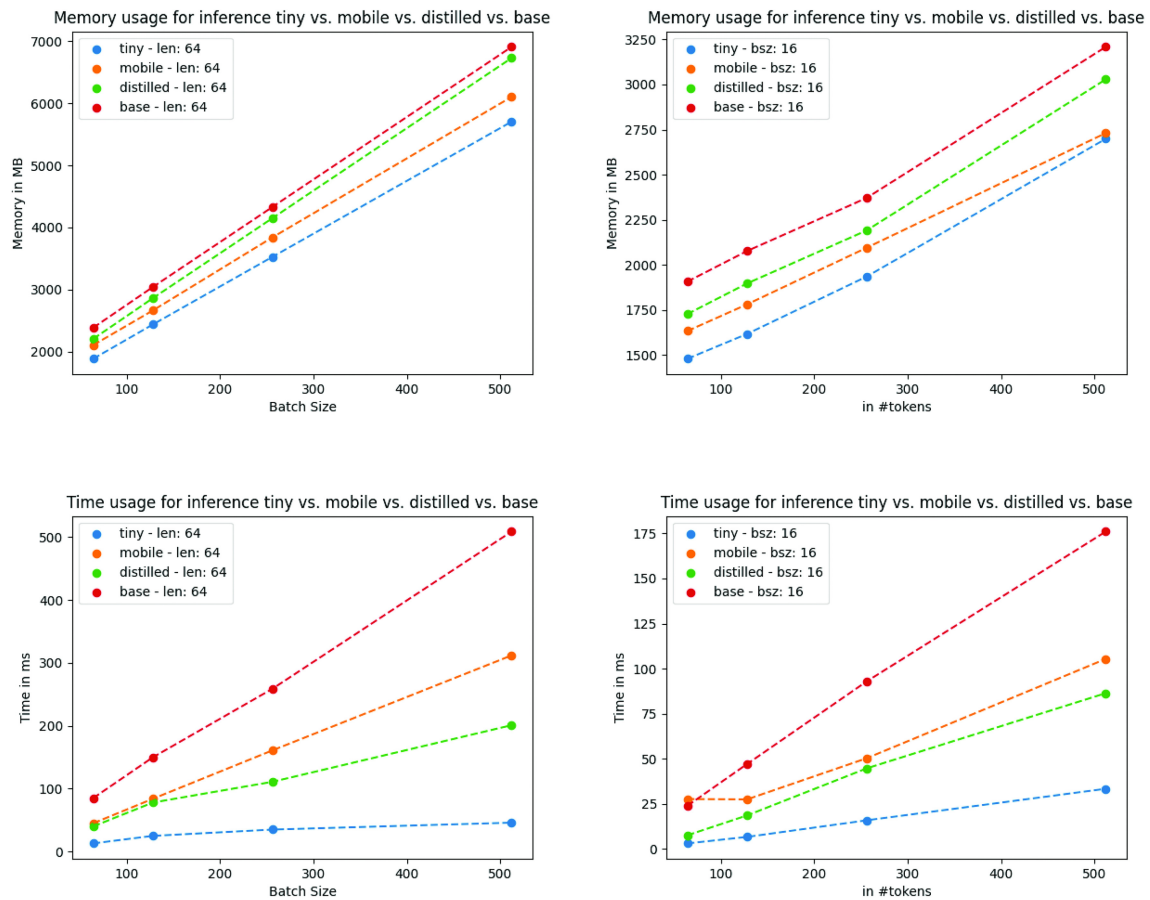 Memory usage for inference tiny vs. mobile vs. distilled vs. base
7000
6000
5000
4000
3000
2000
Memory in MB
tiny - len: 64
mobile - len: 64
distilled - len: 64
base - len: 64
100 200 300 400 500
Batch Size
Memory usage for inference tiny vs. mobile vs. distilled vs. base
3250
3000
2750
2500
2250
2000
1750
1500
Memory in MB
tiny - bsz: 16
mobile - bsz: 16
distilled - bsz: 16
base - bsz: 16
100 200 300 400 500
in #tokens
Time usage for inference tiny vs. mobile vs. distilled vs. base
500
400
300
200
100
0
Time in ms
tiny - len: 64
mobile - len: 64
distilled - len: 64
base - len: 64
100 200 300 400 500
Batch Size
Time usage for inference tiny vs. mobile vs. distilled vs. base
175
150
125
100
75
50
25
0
Time in ms
tiny - bsz: 16
mobile - bsz: 16
distilled - bsz: 16
base - bsz: 16
100 200 300 400 500
in #tokens